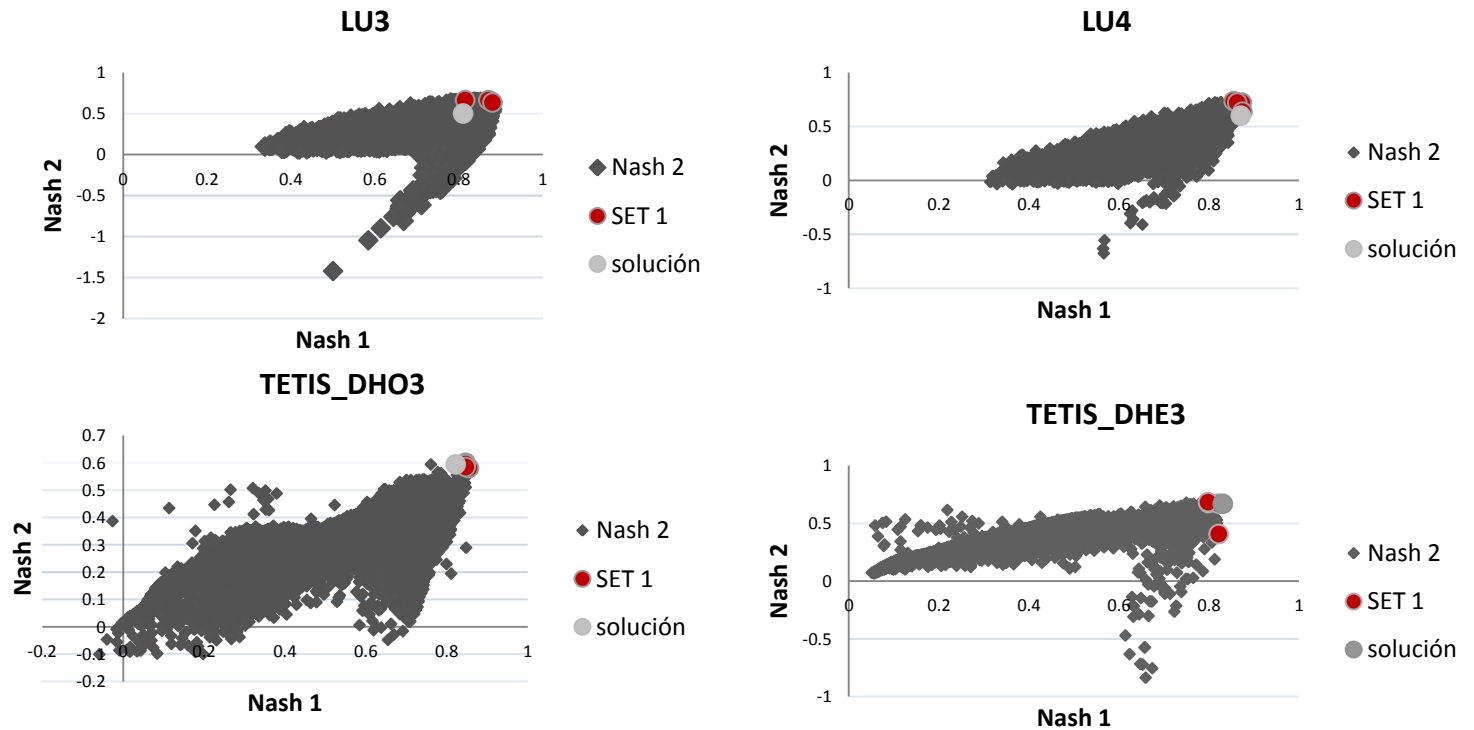 LU3
1
0.5
0
-0.5
-1
-1.5
-2
0 0.2 0.4 0.6 0.8 1
Nash 2
Nash 1
Nash 2
SET 1
solución
LU4
1
0.5
0
-0.5
-1
0 0.2 0.4 0.6 0.8 1
Nash 2
Nash 1
Nash 2
SET 1
solución
TETIS_DHO3
0.7
0.6
0.5
0.4
0.3
0.2
0.1
0
-0.1
-0.2
-0.2 0 0.2 0.4 0.6 0.8 1
Nash 2
Nash 1
Nash 2
SET 1
solución
TETIS_DHE3
1
0.5
0
-0.5
-1
0 0.2 0.4 0.6 0.8 1
Nash 2
Nash 1
Nash 2
SET 1
solución